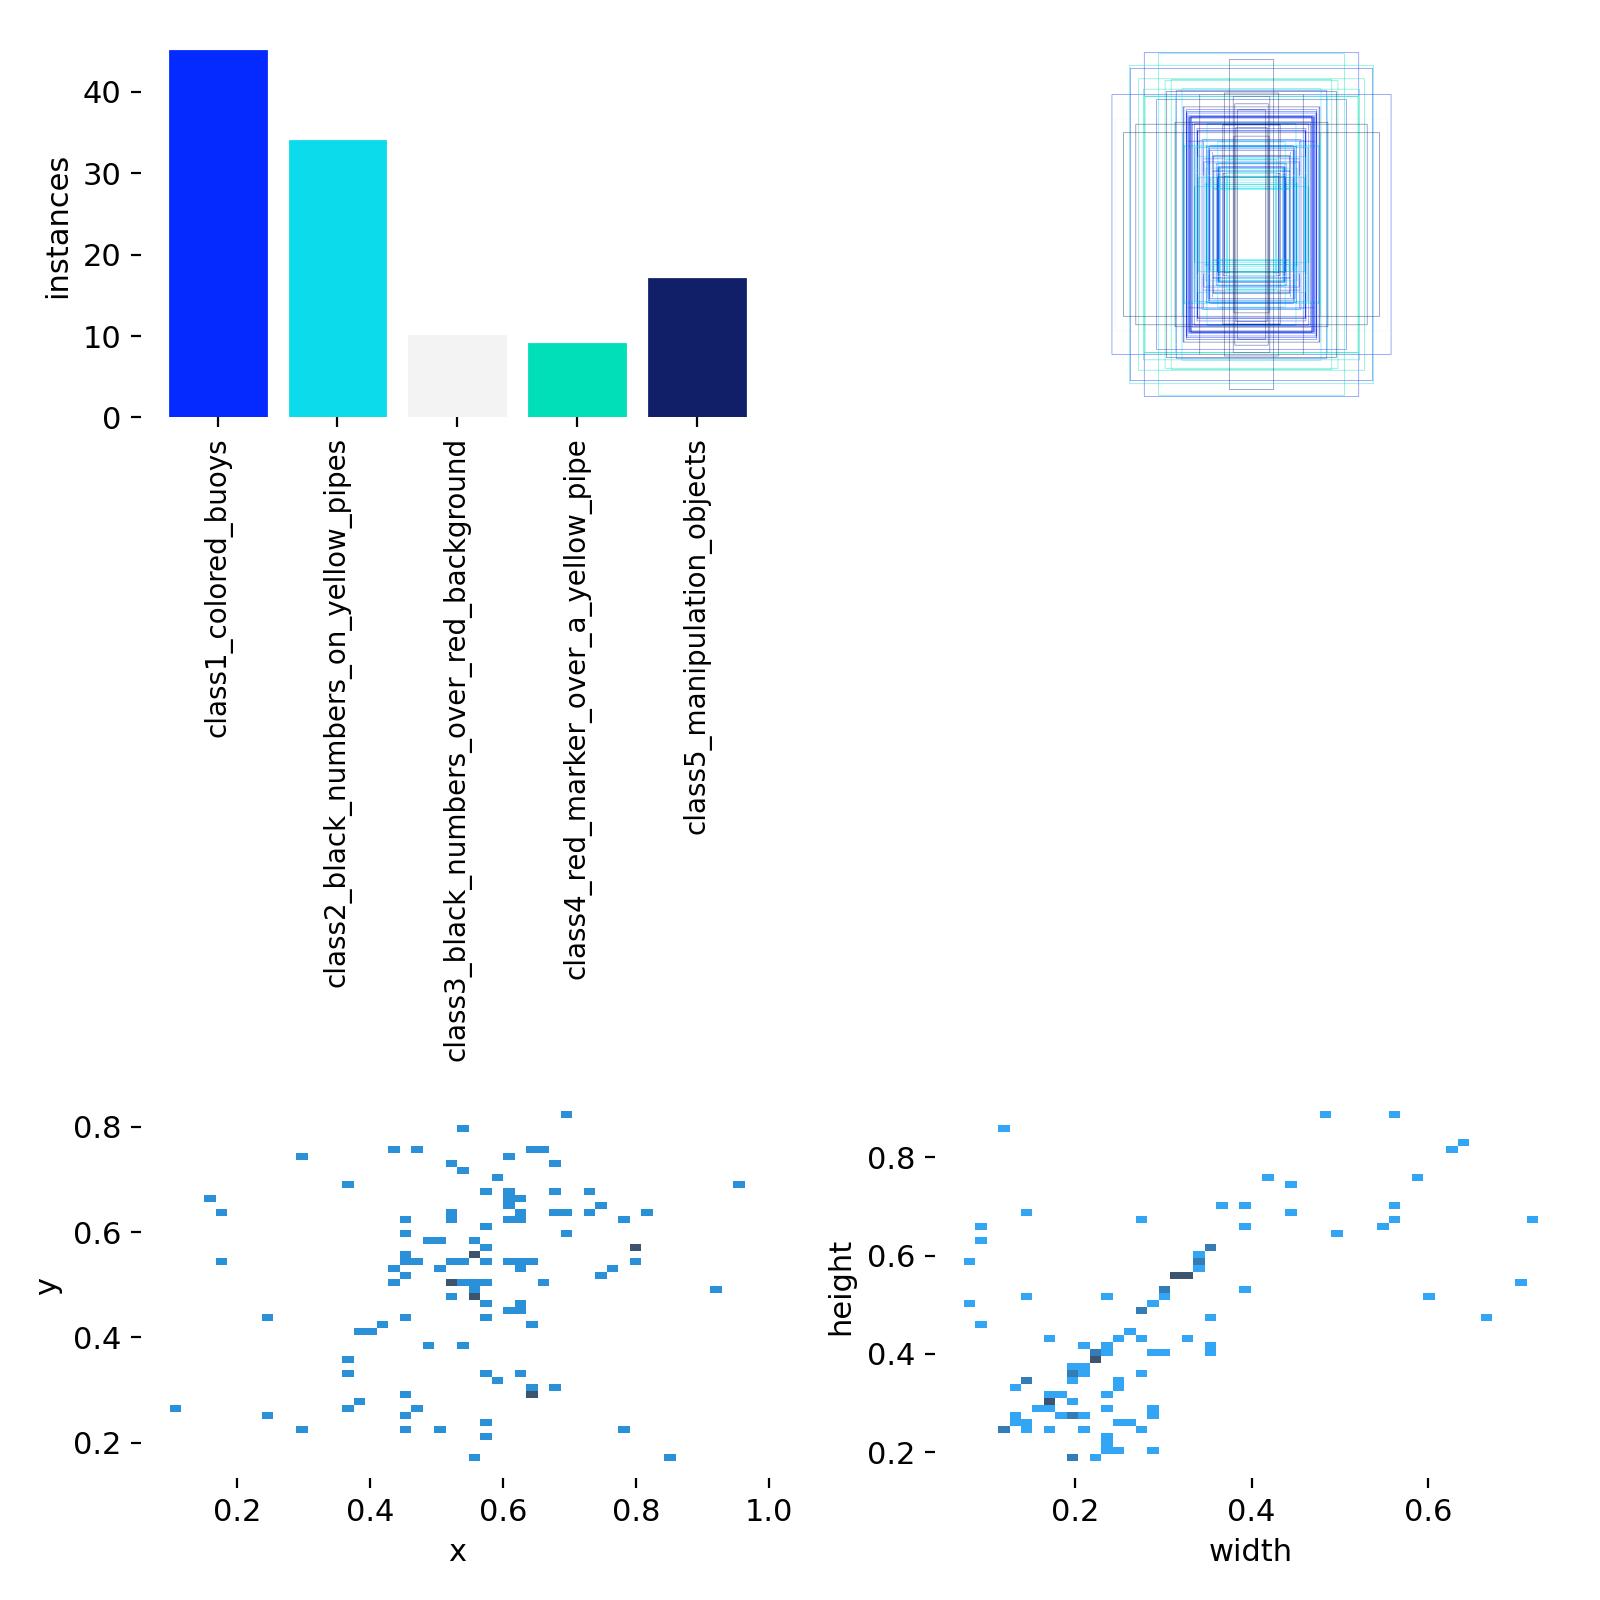 40
30
20
10
0
instances
class1_colored_buoys
class2_black_numbers_on_yellow_pipes
class3_black_numbers_over_red_background
class4_red_marker_over_a_yellow_pipe
class5_manipulation_objects
0.8
0.6
0.4
0.2
y
0.2 0.4 0.6 0.8 1.0
x
0.8
0.6
0.4
0.2
height
0.2 0.4 0.6
width